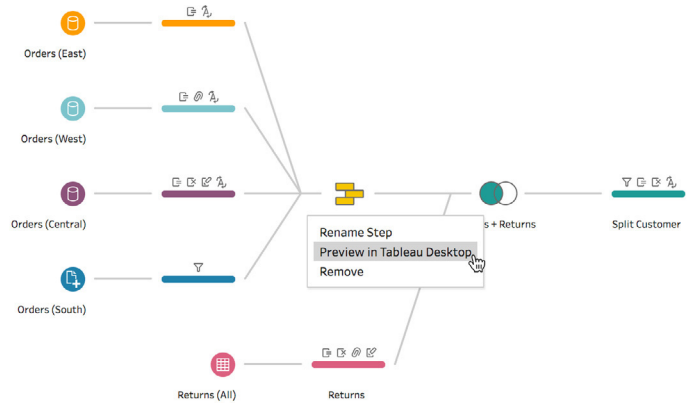 Orders (East)
Orders (West)
Orders (Central)
Rename Step
Preview in Tableau Desktop
Remove
s + Returns
Split Customer
Orders (South)
Returns (All)
Returns